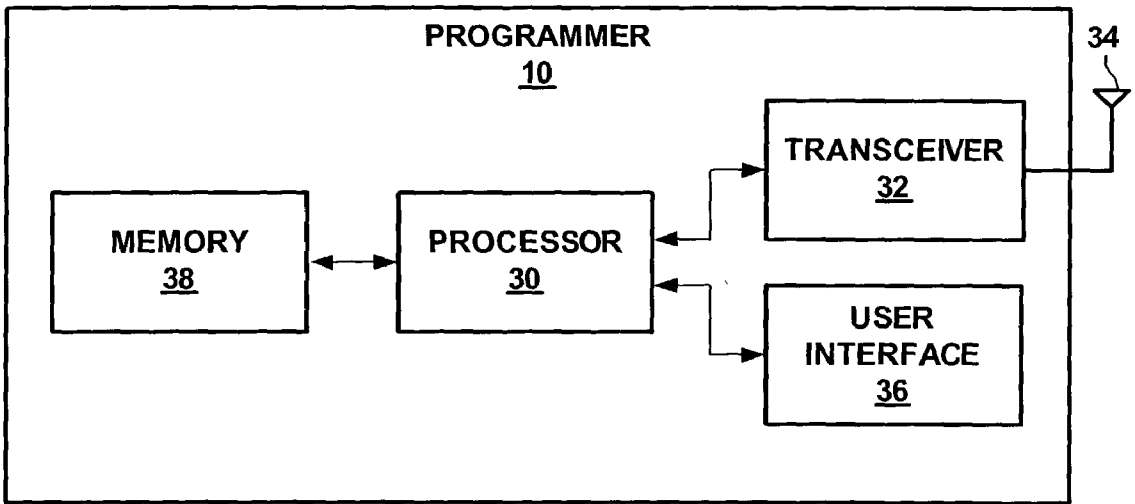 PROGRAMMER
10
34
TRANSCEIVER
32
MEMORY
38
PROCESSOR
30
USER
INTERFACE
36